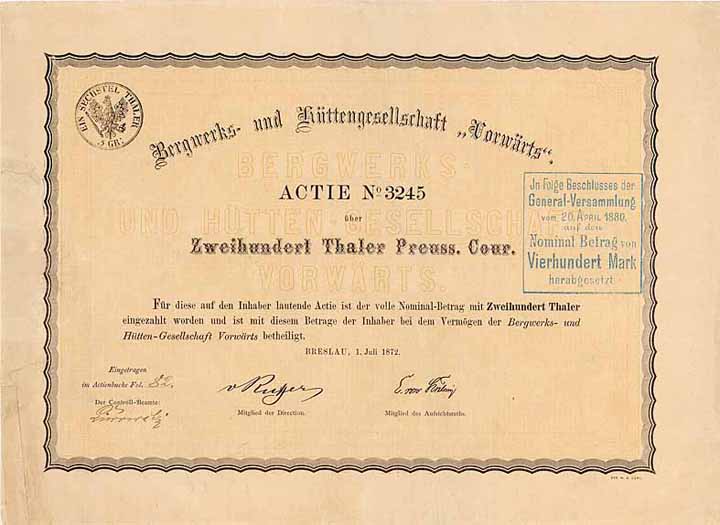 EIN SECHSTEL THALER
5 GR.
Bergwerks- und Hüttengesellschaft „Vorwärts“.
BERGWERKS-
ACTIE No 3245
UND HÜTTEN-GESELLSCHAFT
über
Zweihundert Thaler Preuss. Cour.
VORWÄRTS.
In Folge Beschlusses der
General-Versammlung
vom 20. APRIL 1880.
auf den
Nominal Betrag von
Vierhundert Mark
herabgesetzt
Für diese auf den Inhaber lautende Actie ist der volle Nominal-Betrag mit Zweihundert Thaler
eingezahlt worden und ist mit diesem Betrage der Inhaber bei dem Vermögen der Bergwerks- und
Hütten-Gesellschaft Vorwärts betheiligt.
BRESLAU, 1. Juli 1872.
Eingetragen
im Actienbuche Fol. 82.
Der Controll-Beamte:
Mitglied der Direction.
Mitglied des Aufsichtsraths.